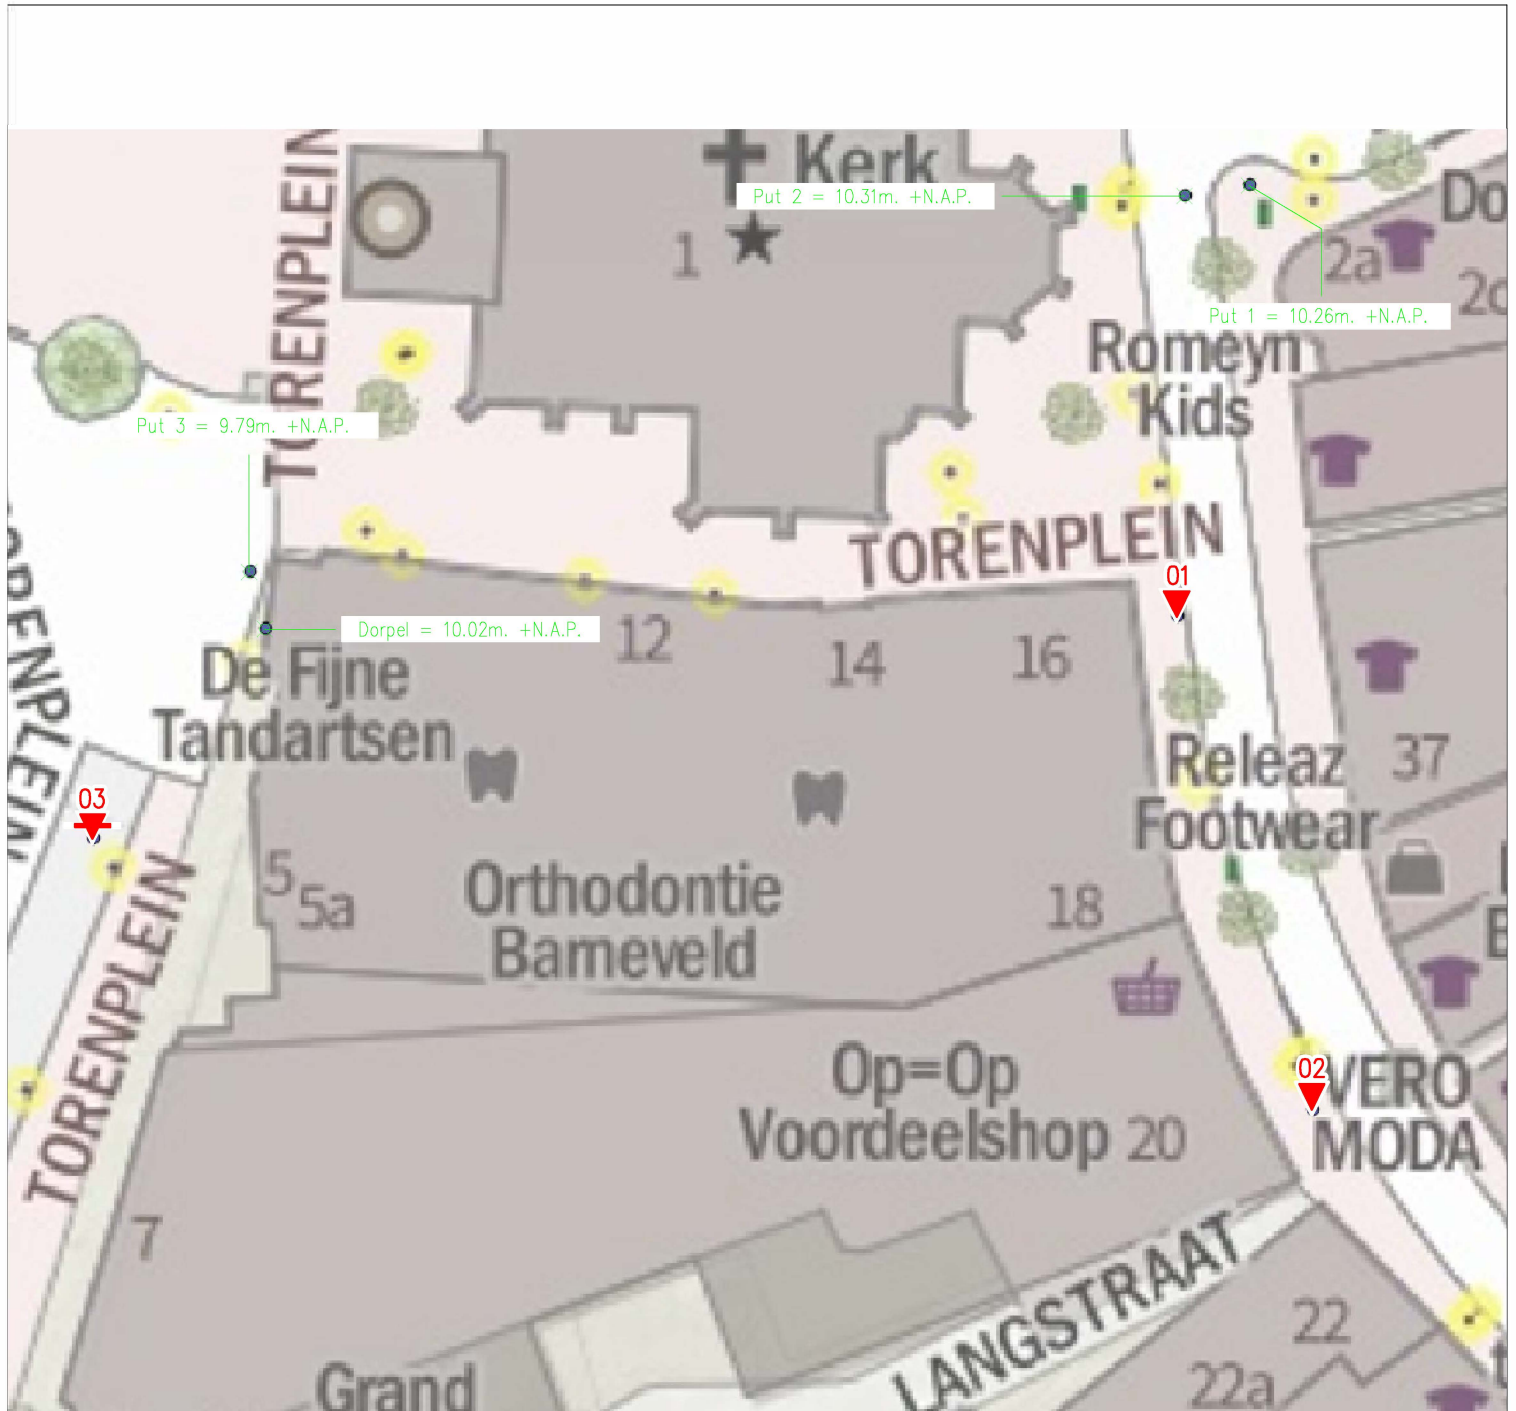 TORENPLEIN
Kerk
Put 2 = 10.31m. +N.A.P.
1
Do
2a
2c
Put 1 = 10.26m. +N.A.P.
Romeyn
Kids
Put 3 = 9.79m. +N.A.P.
TORENPLEIN
01
Dorpel = 10.02m. +N.A.P.
12
14
16
De Fijne
Tandartsen
TORENPLEIN
Releaz
Footwear
37
03
5
5a
Orthodontie
Barneveld
18
B
TORENPLEIN
Op=Op
Voordeelshop
20
02
VERO
MODA
7
LANGSTRAAT
22
22a
Grand
t